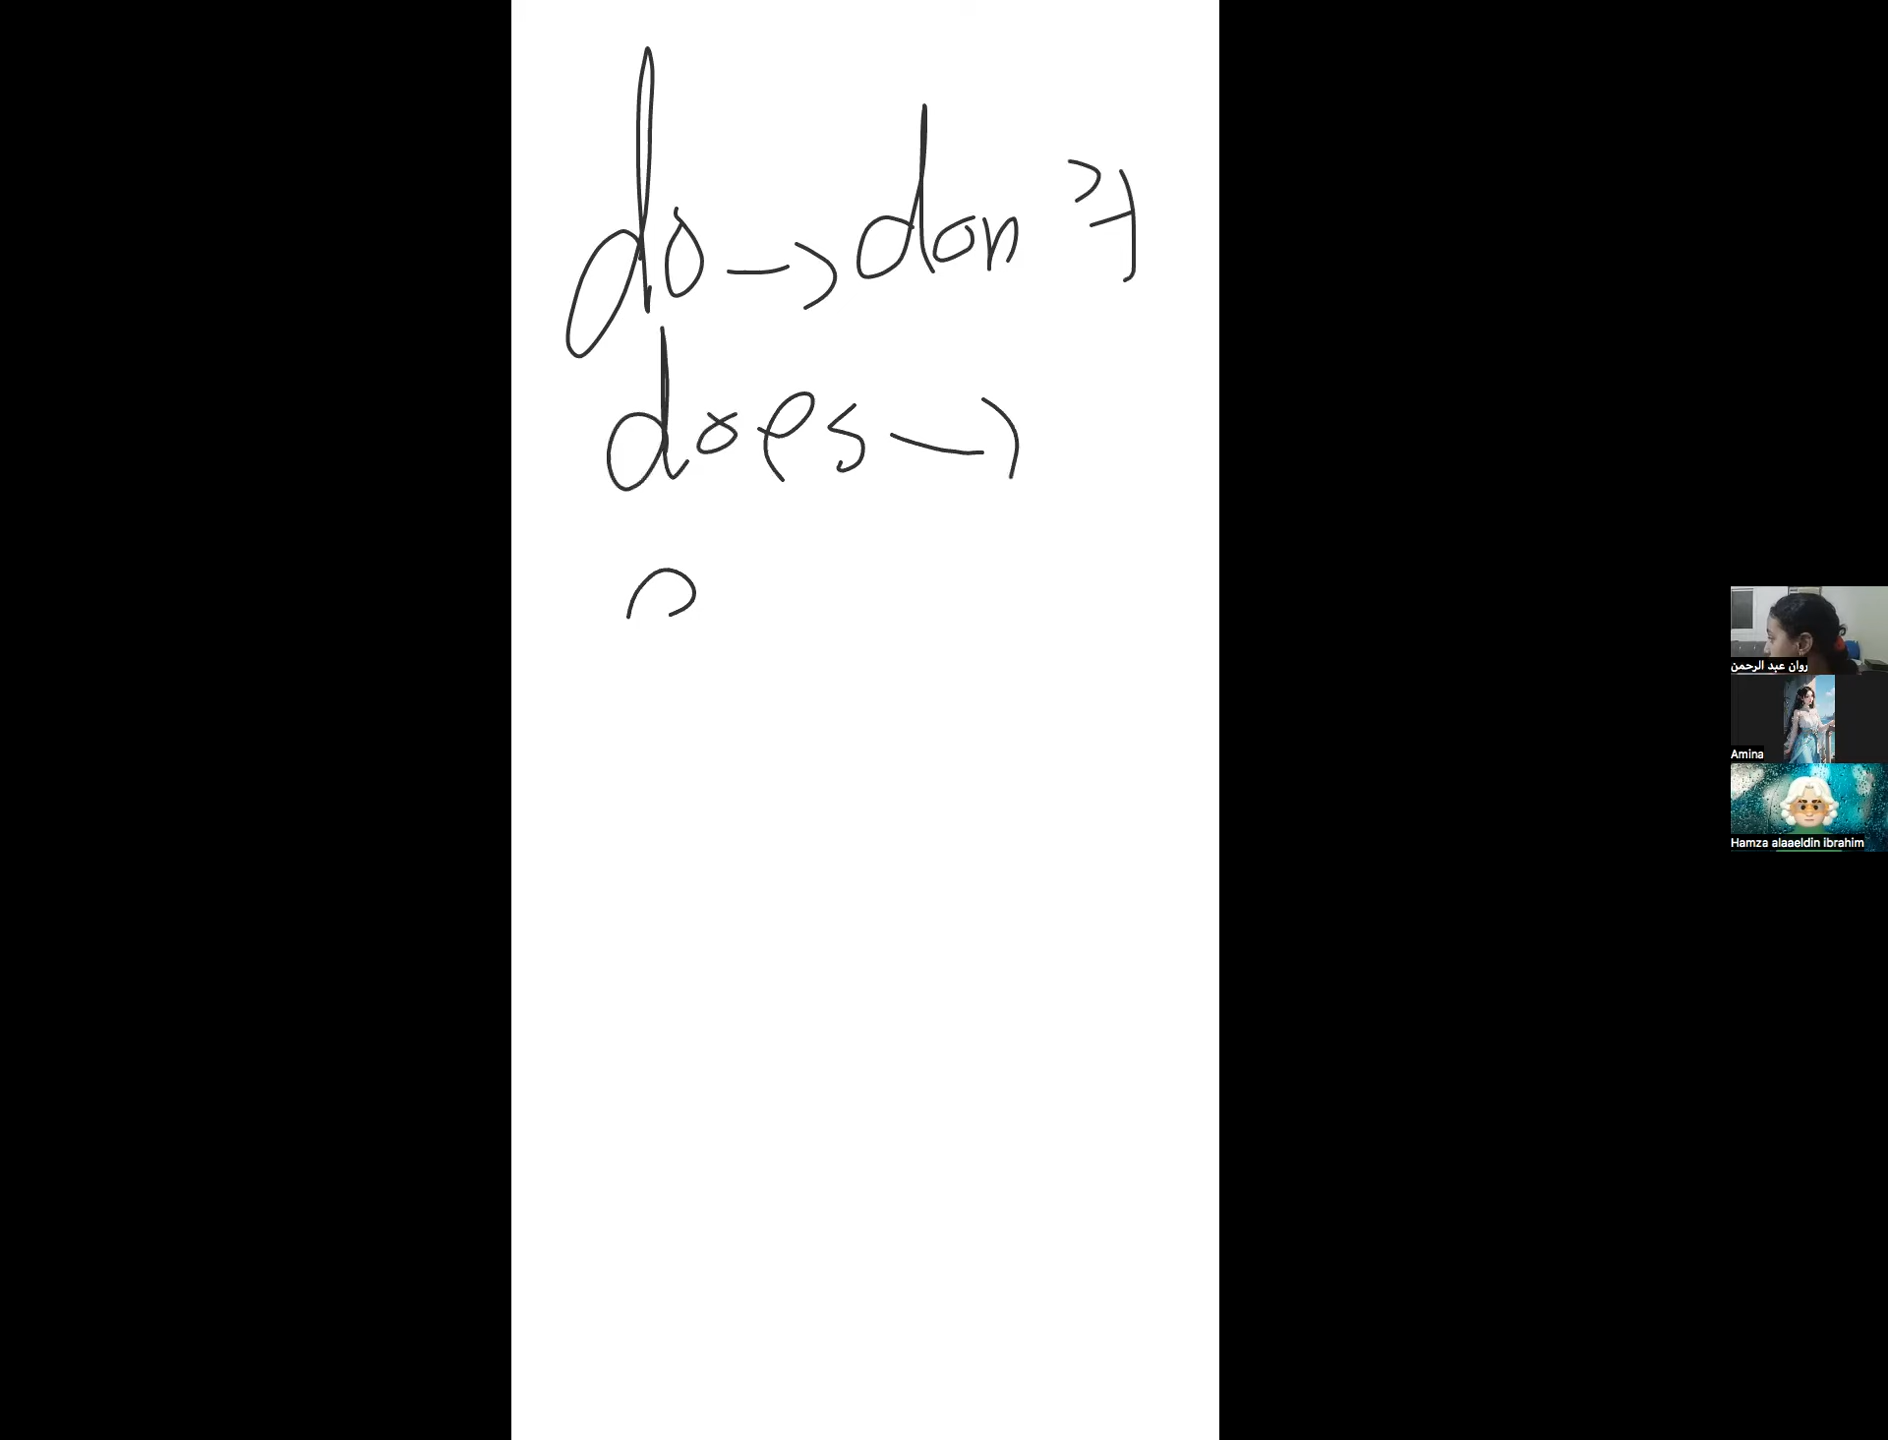 do → don't
does →
روان عبد الرحمن
Amina
Hamza alaaeldin ibrahim